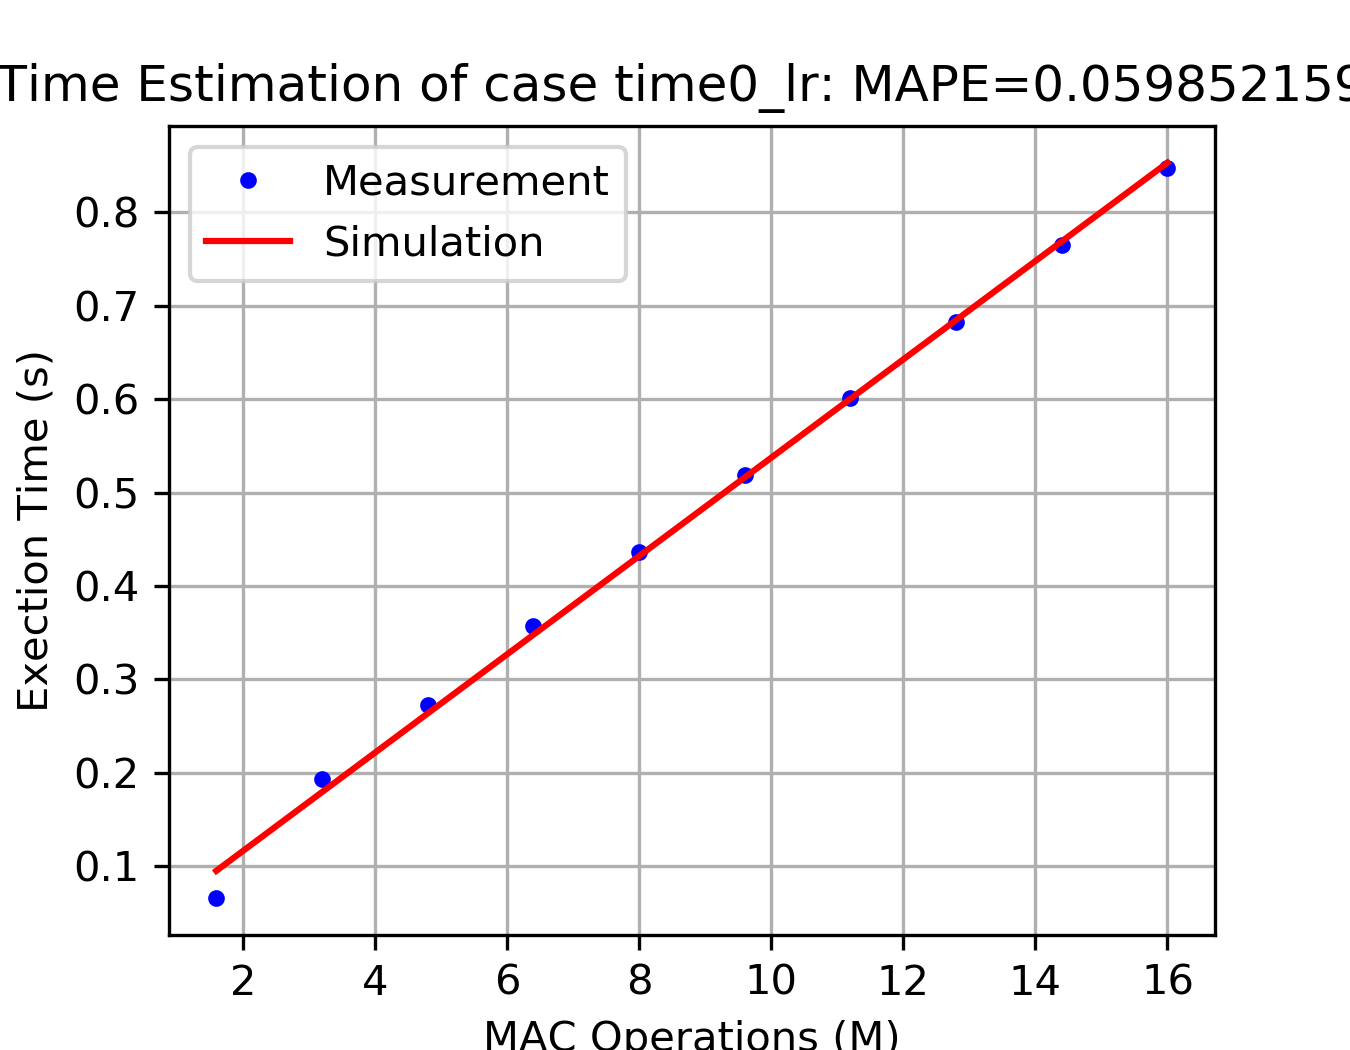 Time Estimation of case time0_lr: MAPE=0.059852159
Measurement
Simulation
0.8
0.7
0.6
0.5
0.4
0.3
0.2
0.1
Exection Time (s)
2 4 6 8 10 12 14 16
MAC Operations (M)